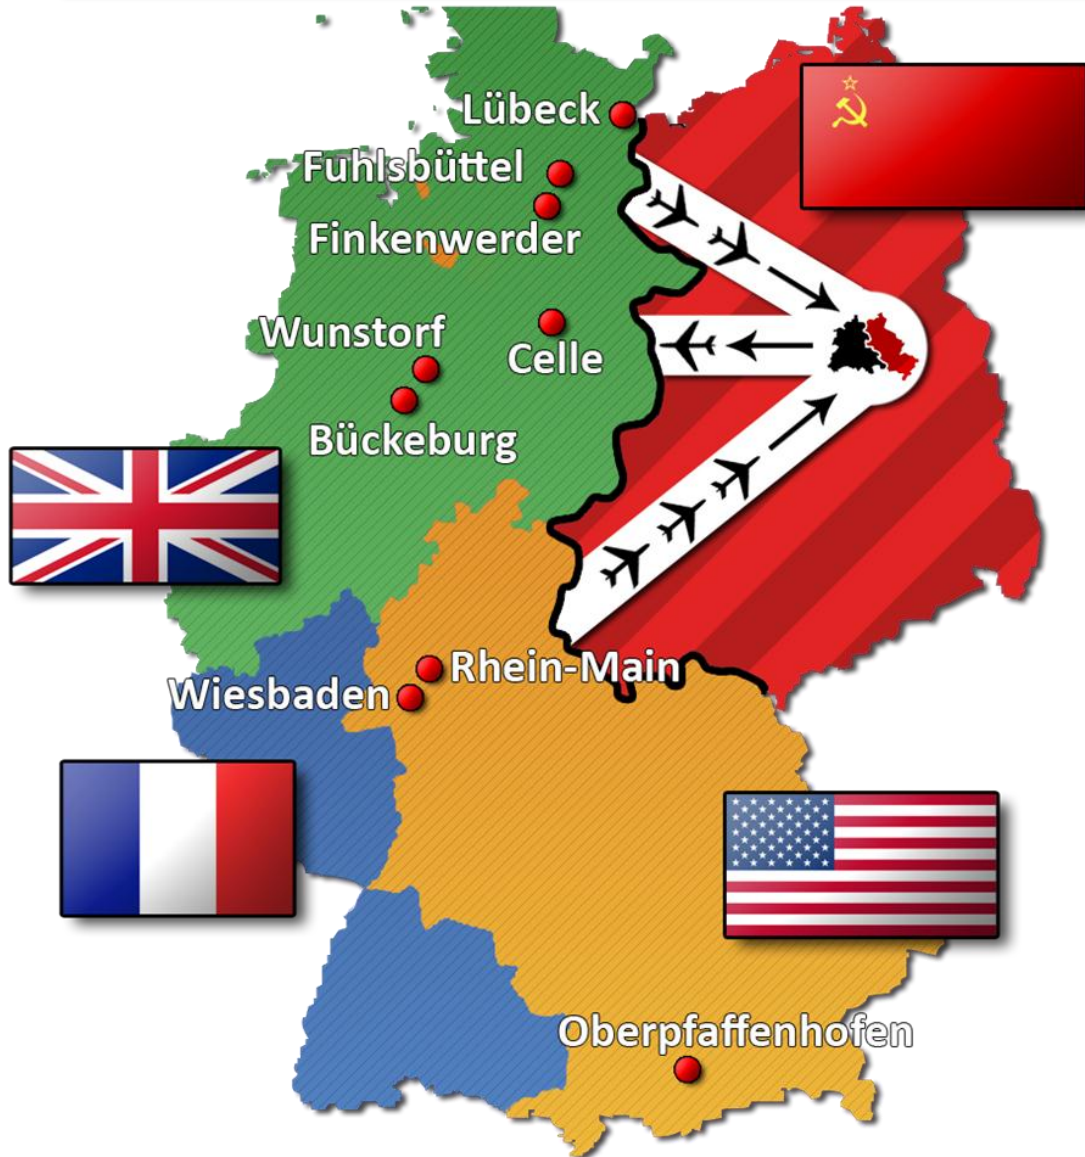 Lübeck
Fuhlsbüttel
Finkenwerder
Wunstorf
Celle
Bückeburg
Rhein-Main
Wiesbaden
Oberpfaffenhofen